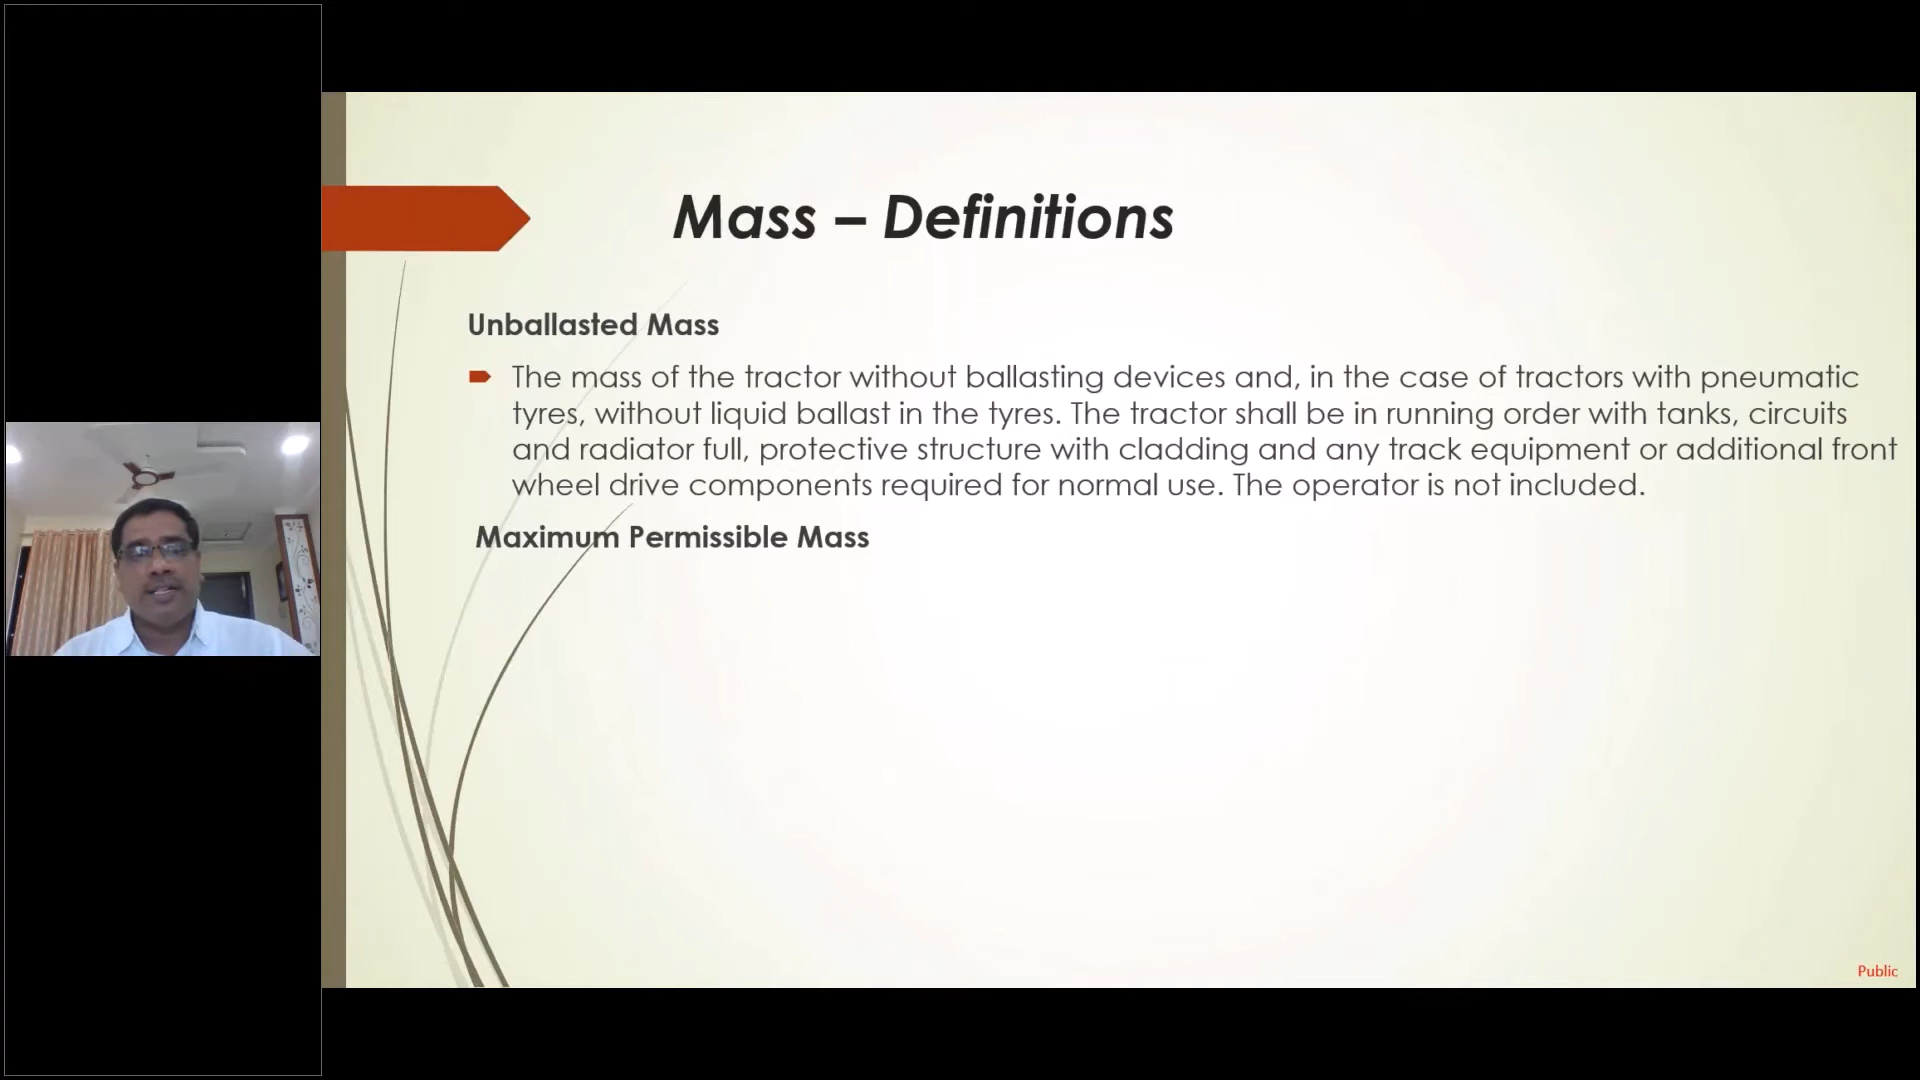 Mass – Definitions
Unballasted Mass
The mass of the tractor without ballasting devices and, in the case of tractors with pneumatic
tyres, without liquid ballast in the tyres. The tractor shall be in running order with tanks, circuits
and radiator full, protective structure with cladding and any track equipment or additional front
wheel drive components required for normal use. The operator is not included.
Maximum Permissible Mass
Public